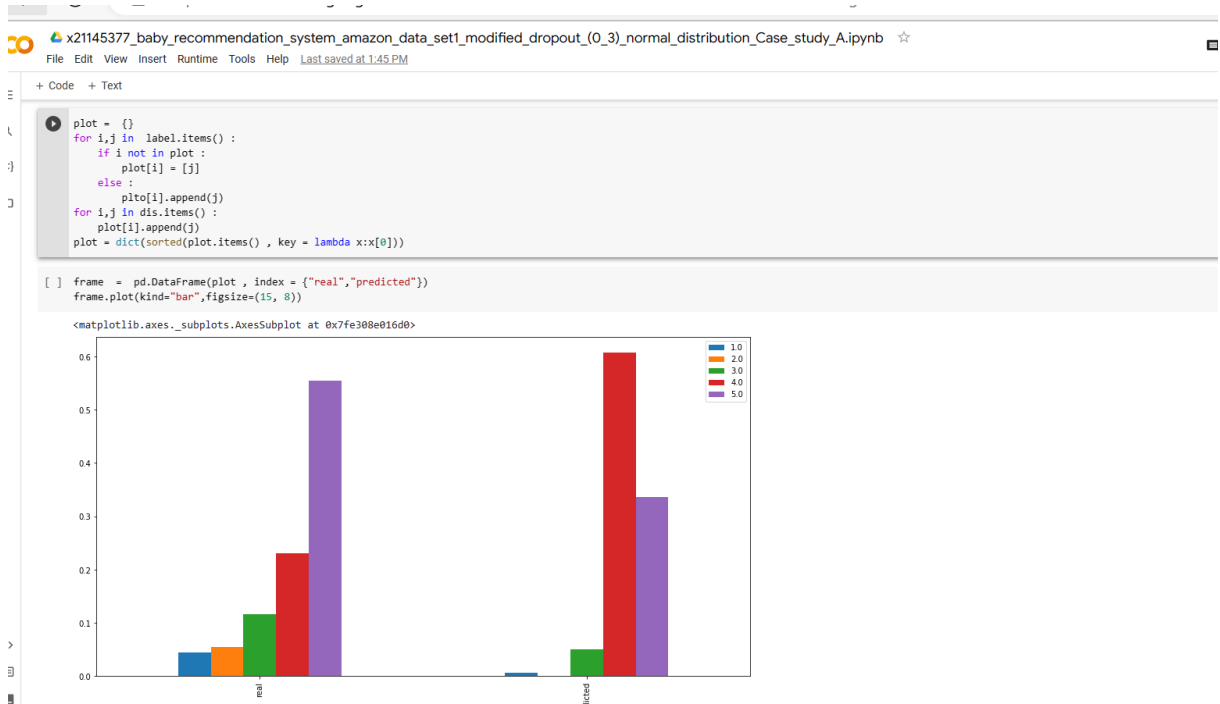 CO
x21145377_baby_recommendation_system_amazon_data_set1_modified_dropout_(0_3)_normal_distribution_Case_study_A.ipynb ☆
File Edit View Insert Runtime Tools Help Last saved at 1:45 PM
+ Code + Text
plot = {}
for i,j in label.items() :
if i not in plot :
plot[i] = [j]
else :
plto[i].append(j)
for i,j in dis.items() :
plot[i].append(j)
plot = dict(sorted(plot.items() , key = lambda x:x[0]))
[ ] frame = pd.DataFrame(plot , index = {"real","predicted"})
frame.plot(kind="bar",figsize=(15, 8))
<matplotlib.axes._subplots.AxesSubplot at 0x7fe308e016d0>
1.0
2.0
3.0
4.0
5.0
0.6
0.5
0.4
0.3
0.2
0.1
0.0
real
licted